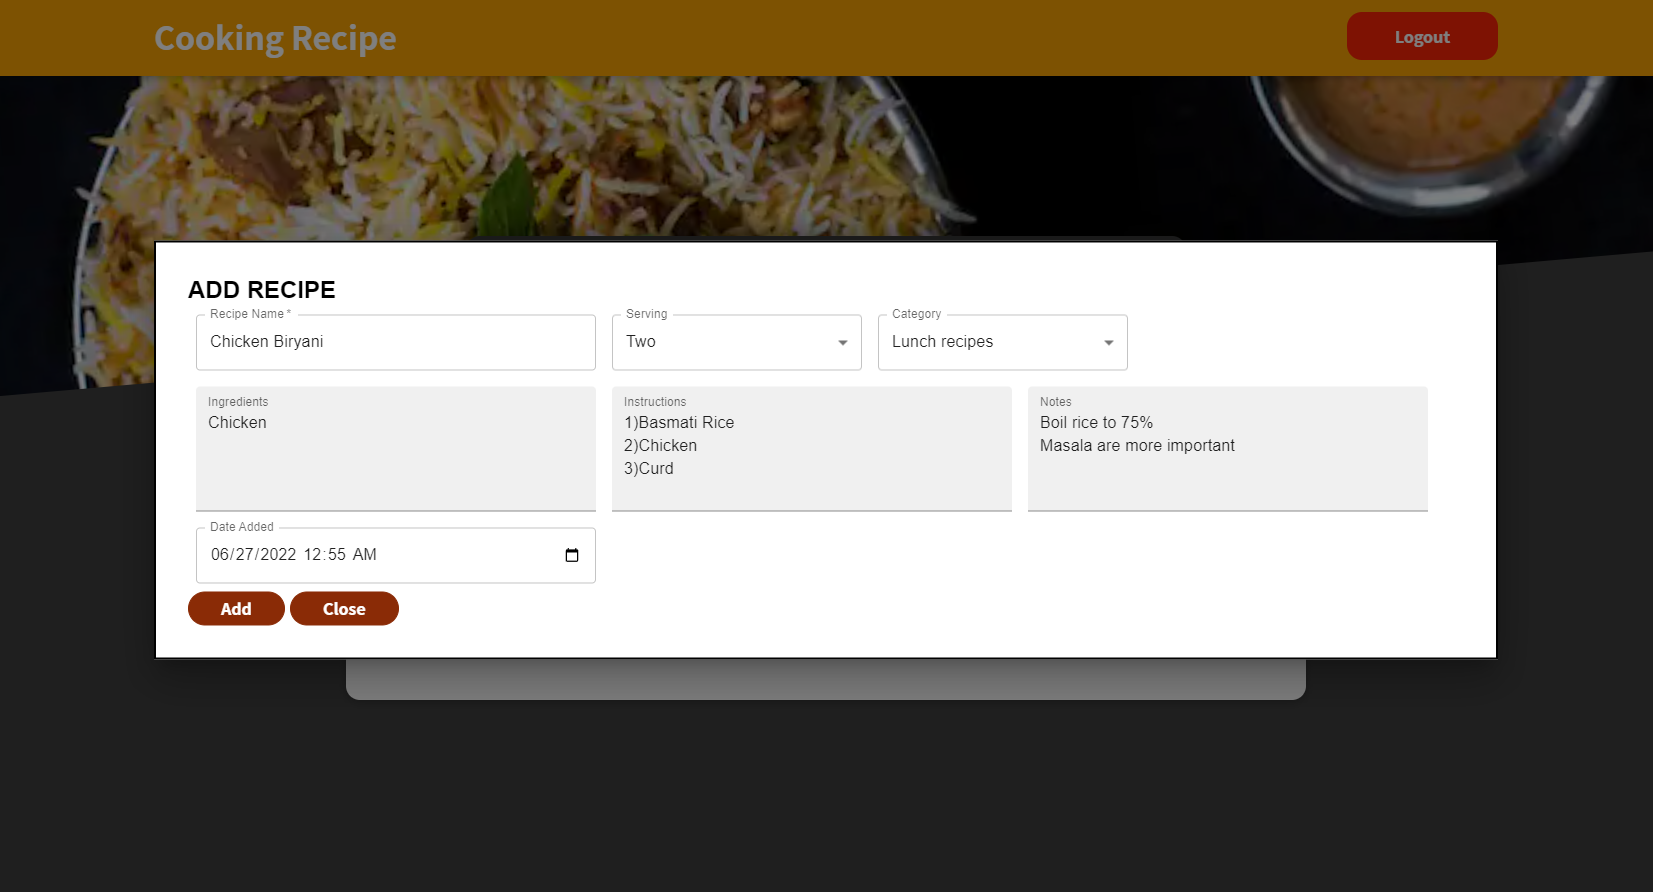 Cooking Recipe
Logout
ADD RECIPE
Recipe Name *
Chicken Biryani
Serving
Two
Category
Lunch recipes
Ingredients
Chicken
Instructions
1)Basmati Rice
2)Chicken
3)Curd
Notes
Boil rice to 75%
Masala are more important
Date Added
06/27/2022 12:55 AM
Add
Close